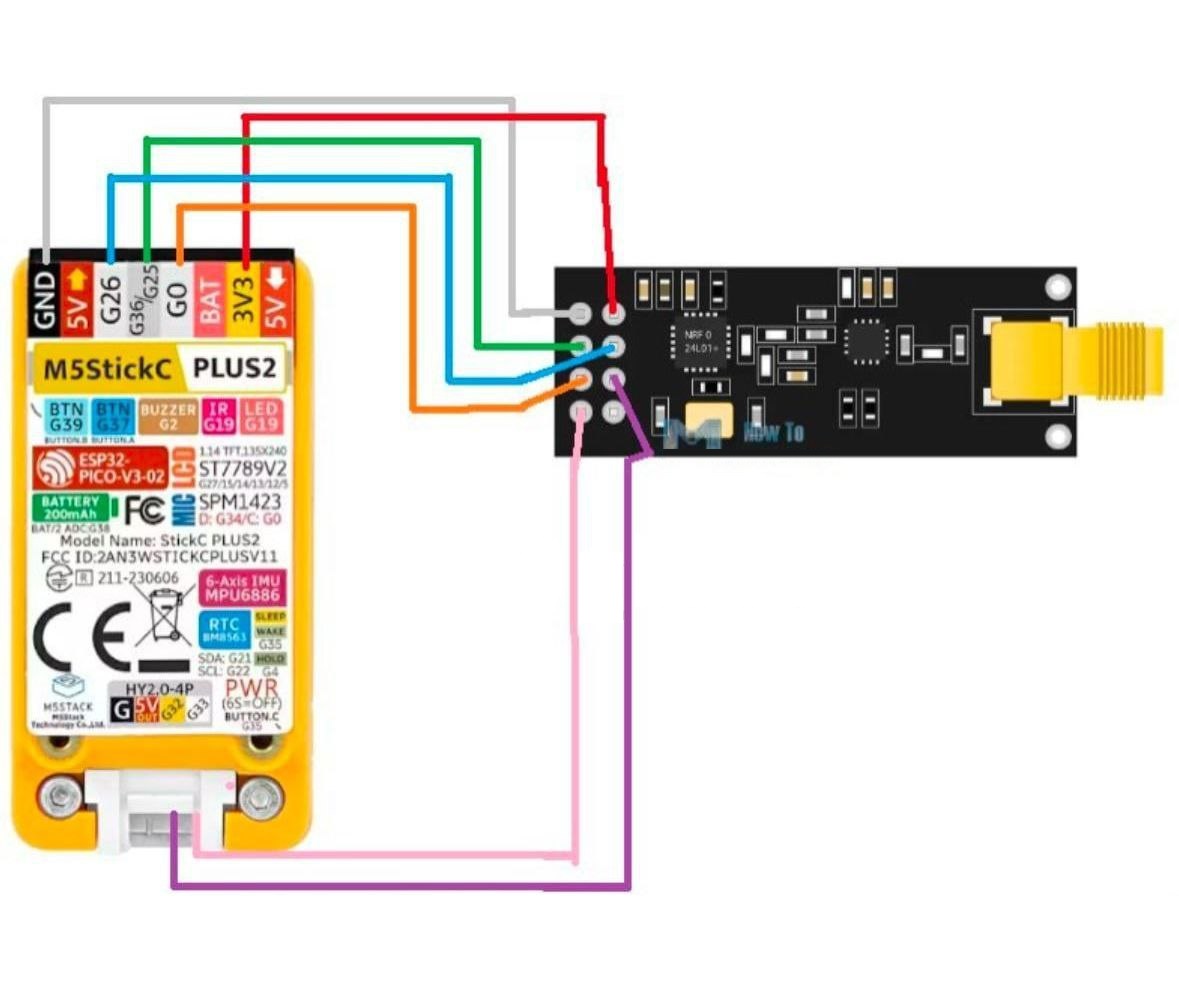 GND
5V
G26
G36/G25
G0
BAT
3V3
5V
M5StickC PLUS2
BTN G39
BTN G37
BUZZER G2
IR G19
LED G19
BUTTON.B BUTTON.A
ESP32-
PICO-V3-02
LCD
1.14 TFT,135X240
ST7789V2
G27/15/14/13/12/5
BATTERY
200mAh
BAT/2 ADC:G38
FC
MIC
SPM1423
D: G34/C: G0
Model Name: StickC PLUS2
FCC ID:2AN3WSTICKCPLUSV11
R 211-230606
6-Axis IMU
MPU6886
CE
RTC
BM8563
SLEEP
WAKE
G35
SDA: G21
SCL: G22
HOLD
G4
M5STACK
M5Stack
Technology Co.,Ltd.
HY2.0-4P
G
5V
OUT
G32
G33
PWR
(6S=OFF)
BUTTON.C
G35
NRF0
24L01+
How To